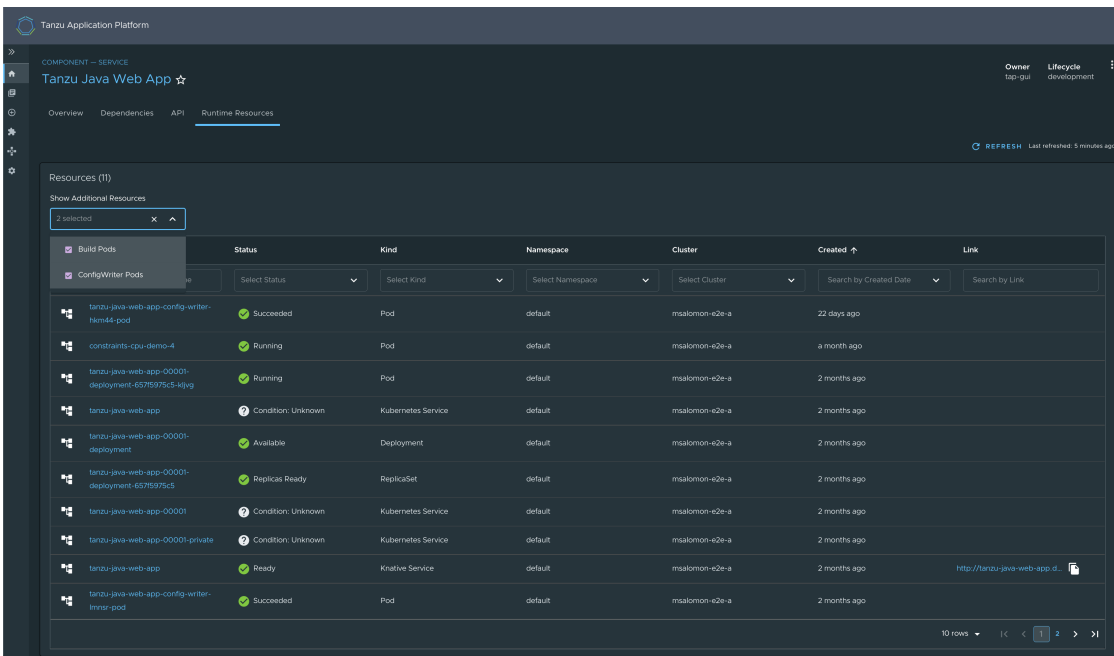 Tanzu Application Platform
COMPONENT — SERVICE
Tanzu Java Web App
Owner Lifecycle
tap-gui development
Overview Dependencies API Runtime Resources
REFRESH Last refreshed: 5 minutes ago
Resources (11)
Show Additional Resources
2 selected
Build Pods
ConfigWriter Pods
Status Kind Namespace Cluster Created Link
Select Status Select Kind Select Namespace Select Cluster Search by Created Date Search by Link
tanzu-java-web-app-config-writer-
hkm44-pod
Succeeded Pod default msalomon-e2e-a 22 days ago
constraints-cpu-demo-4 Running Pod default msalomon-e2e-a a month ago
tanzu-java-web-app-00001-
deployment-657f5975c5-kljvg
Running Pod default msalomon-e2e-a 2 months ago
tanzu-java-web-app Condition: Unknown Kubernetes Service default msalomon-e2e-a 2 months ago
tanzu-java-web-app-00001-
deployment
Available Deployment default msalomon-e2e-a 2 months ago
tanzu-java-web-app-00001-
deployment-657f5975c5
Replicas Ready ReplicaSet default msalomon-e2e-a 2 months ago
tanzu-java-web-app-00001 Condition: Unknown Kubernetes Service default msalomon-e2e-a 2 months ago
tanzu-java-web-app-00001-private Condition: Unknown Kubernetes Service default msalomon-e2e-a 2 months ago
tanzu-java-web-app Ready Knative Service default msalomon-e2e-a 2 months ago http://tanzu-java-web-app.d...
tanzu-java-web-app-config-writer-
lmnsr-pod
Succeeded Pod default msalomon-e2e-a 2 months ago
10 rows 1 2